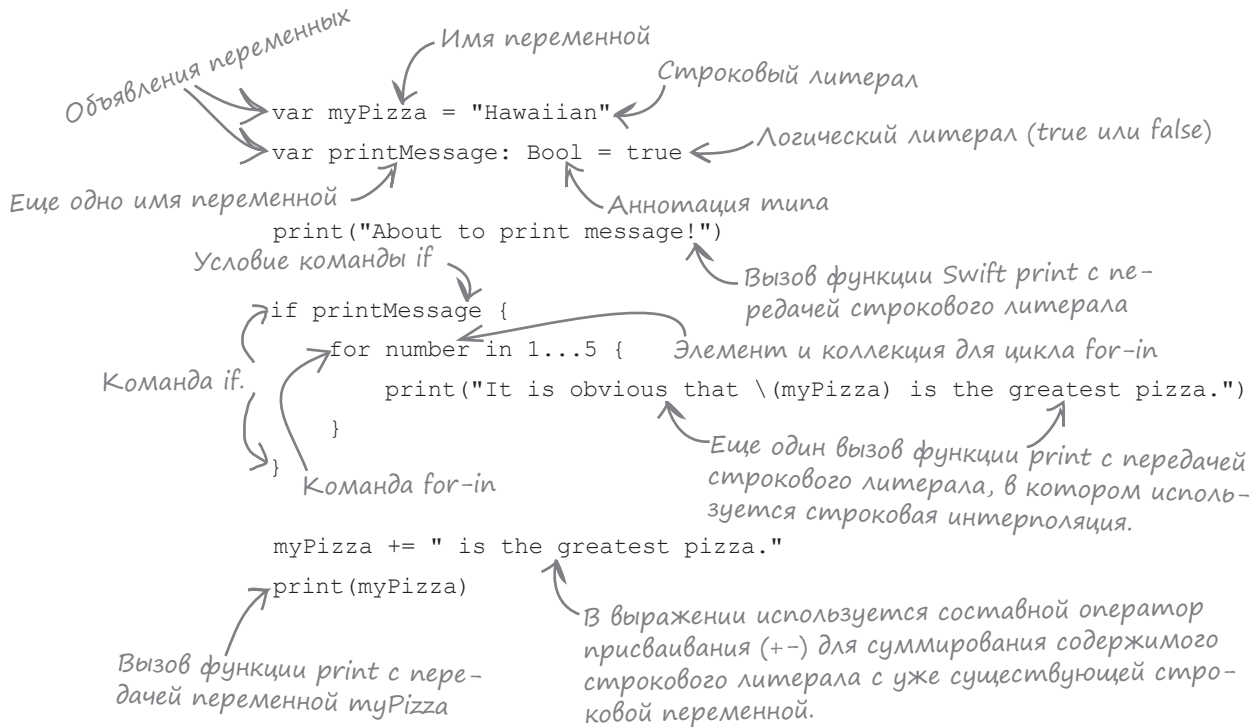 Объявления переменных
Имя переменной
Строковый литерал
var myPizza = "Hawaiian"
Логический литерал (true или false)
var printMessage: Bool = true
Еще одно имя переменной
Аннотация типа
print("About to print message!")
Условие команды if
Вызов функции Swift print с пе-
редачей строкового литерала
if printMessage {
for number in 1...5 {
Элемент и коллекция для цикла for-in
Команда if.
print("It is obvious that \(myPizza) is the greatest pizza.")
}
Еще один вызов функции print с передачей
строкового литерала, в котором исполь-
зуется строковая интерполяция.
}
Команда for-in
myPizza += " is the greatest pizza."
print(myPizza)
В выражении используется составной оператор
присваивания (+-) для суммирования содержимого
строкового литерала с уже существующей стро-
ковой переменной.
Вызов функции print с пере-
дачей переменной myPizza